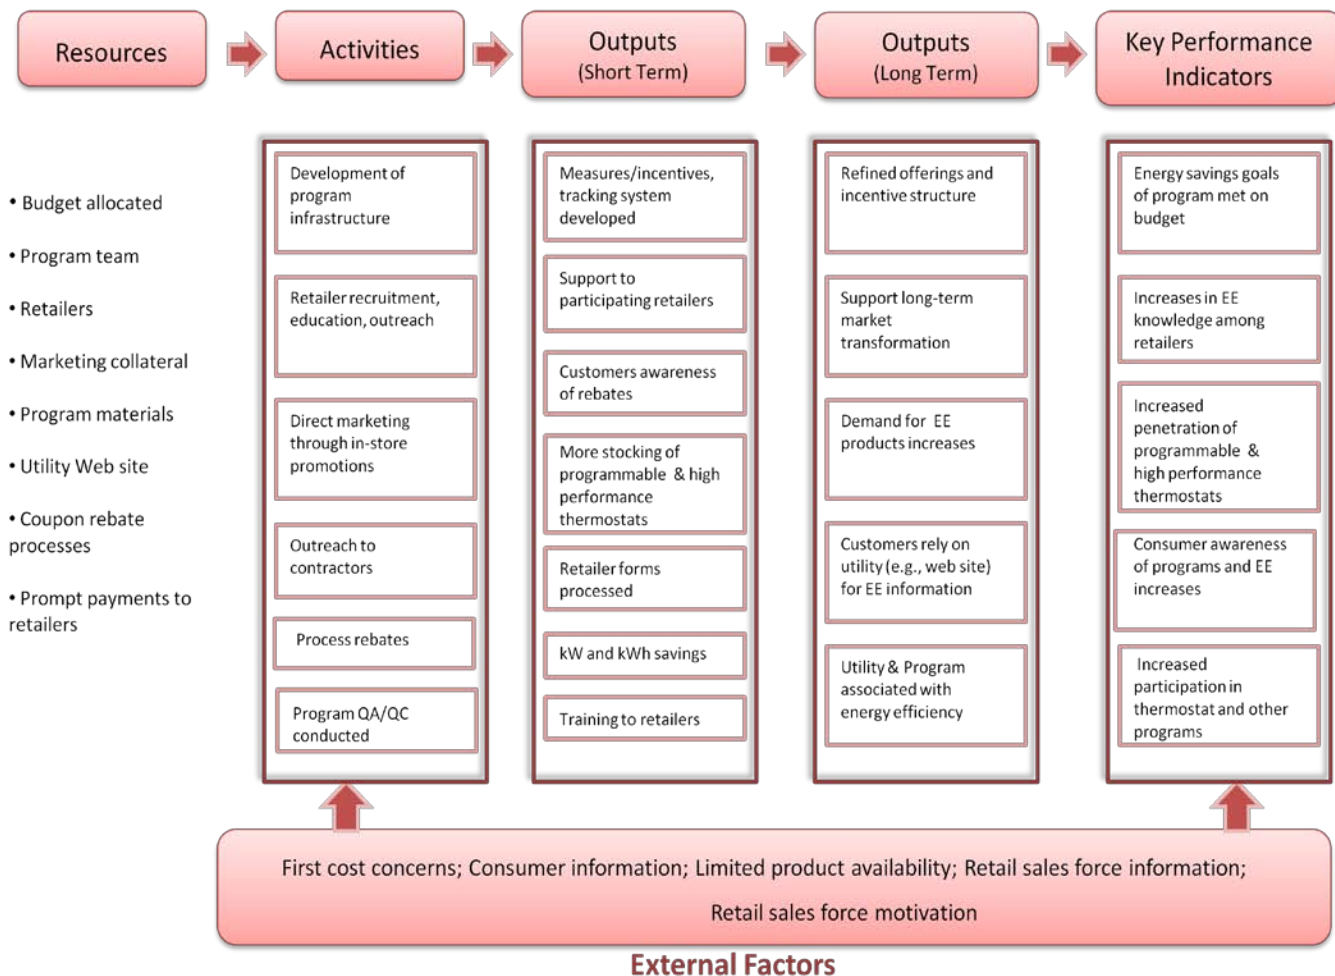 Resources
Activities
Outputs
(Short Term)
Outputs
(Long Term)
Key Performance
Indicators
• Budget allocated
• Program team
• Retailers
• Marketing collateral
• Program materials
• Utility Web site
• Coupon rebate
processes
• Prompt payments to
retailers
Development of
program
infrastructure
Retailer recruitment,
education, outreach
Direct marketing
through in-store
promotions
Outreach to
contractors
Process rebates
Program QA/QC
conducted
Measures/incentives,
tracking system
developed
Support to
participating retailers
Customers awareness
of rebates
More stocking of
programmable & high
performance
thermostats
Retailer forms
processed
kW and kWh savings
Training to retailers
Refined offerings and
incentive structure
Support long-term
market
transformation
Demand for EE
products increases
Customers rely on
utility (e.g., web site)
for EE information
Utility & Program
associated with
energy efficiency
Energy savings goals
of program met on
budget
Increases in EE
knowledge among
retailers
Increased
penetration of
programmable &
high performance
thermostats
Consumer awareness
of programs and EE
increases
Increased
participation in
thermostat and other
programs
First cost concerns; Consumer information; Limited product availability; Retail sales force information;
Retail sales force motivation
External Factors